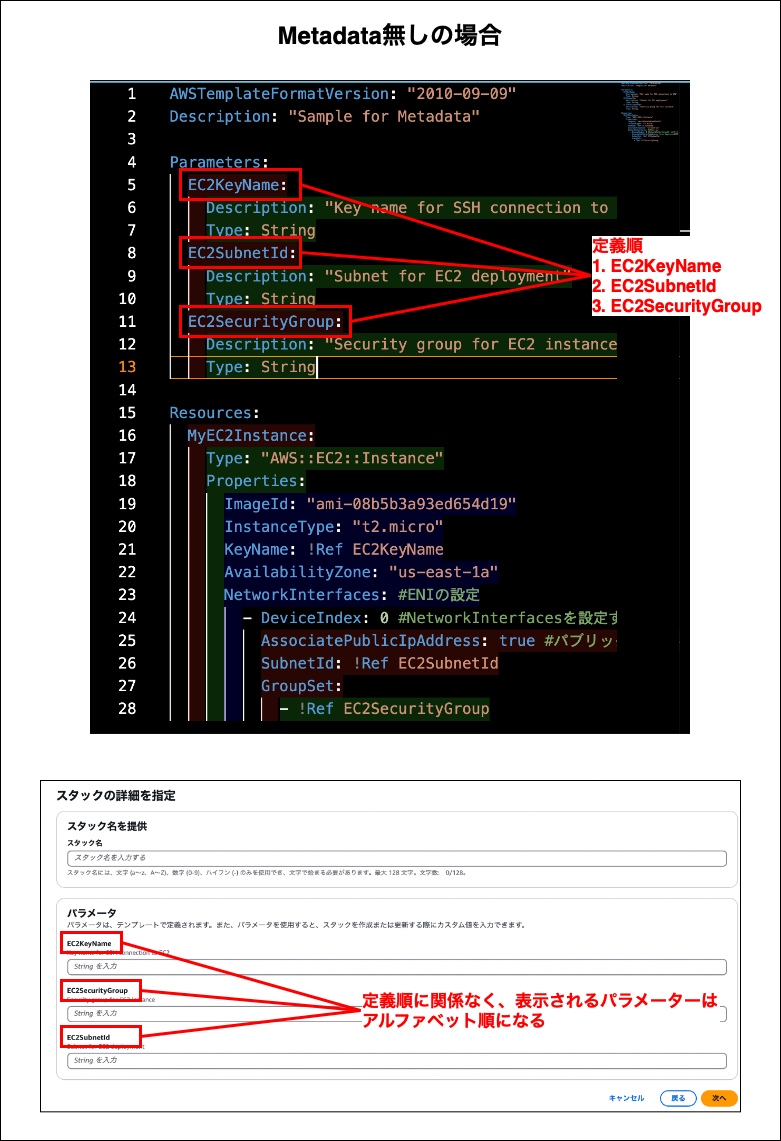 Metadata無しの場合
1 AWSTemplateFormatVersion: "2010-09-09"
2 Description: "Sample for Metadata"
3
4 Parameters:
5 EC2KeyName:
6 Description: "Key name for SSH connection to
7 Type: String
8 EC2SubnetId:
9 Description: "Subnet for EC2 deployment"
10 Type: String
11 EC2SecurityGroup:
12 Description: "Security group for EC2 instance
13 Type: String
14
15 Resources:
16 MyEC2Instance:
17 Type: "AWS::EC2::Instance"
18 Properties:
19 ImageId: "ami-08b5b3a93ed654d19"
20 InstanceType: "t2.micro"
21 KeyName: !Ref EC2KeyName
22 AvailabilityZone: "us-east-1a"
23 NetworkInterfaces: #ENIの設定
24 - DeviceIndex: 0 #NetworkInterfacesを設定す
25 AssociatePublicIpAddress: true #パブリッ
26 SubnetId: !Ref EC2SubnetId
27 GroupSet:
28 - !Ref EC2SecurityGroup
定義順
1. EC2KeyName
2. EC2SubnetId
3. EC2SecurityGroup
スタックの詳細を指定
スタック名を提供
スタック名
スタック名を入力する
スタック名には、文字 (a～z、A～Z)、数字 (0-9)、ハイフン (-) のみを使用でき、文字で始まる必要があります。最大 128 文字。文字数: 0/128。
パラメータ
パラメータは、テンプレートで定義されます。また、パラメータを使用すると、スタックを作成または更新する際にカスタム値を入力できます。
EC2KeyName
Key name for SSH connection to EC2
String を入力
EC2SecurityGroup
Security group for EC2 instance
String を入力
EC2SubnetId
Subnet for EC2 deployment
String を入力
定義順に関係なく、表示されるパラメーターは
アルファベット順になる
キャンセル 戻る 次へ